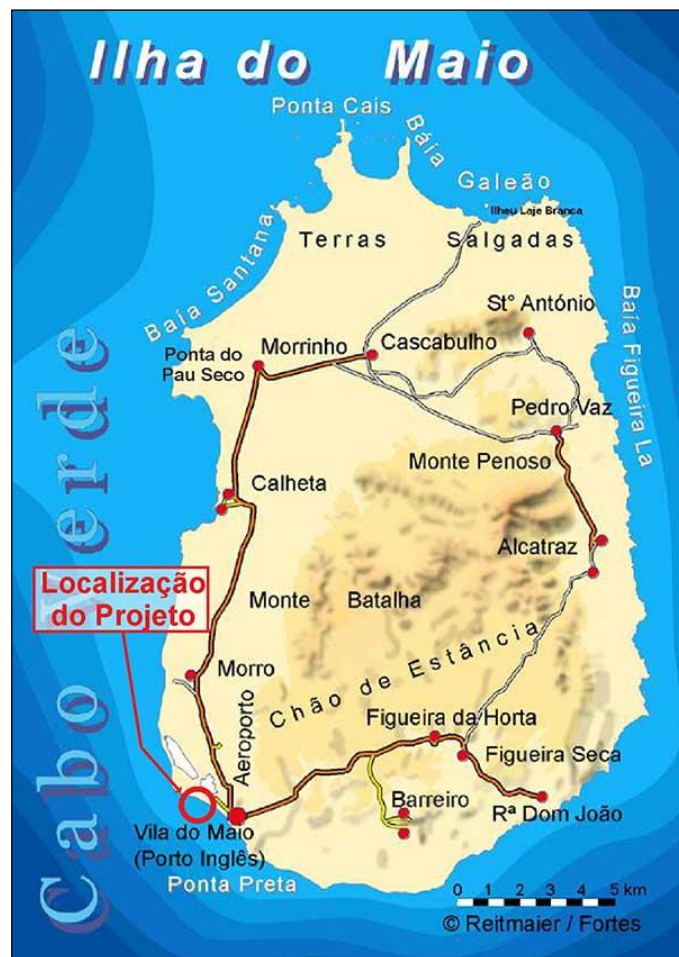 Ilha do Maio
Ponta Cais
Báía
Galeão
Ilheu Laje Branca
Terras Salgadas
Baía Santana
Stº António
Baía Figueira La
Morrinho
Cascabulho
Ponta do
Pau Seco
Pedro Vaz
Monte Penoso
Calheta
Alcatraz
Localização
do Projeto
Monte Batalha
Chão de Estância
Morro
Aeroporto
Figueira da Horta
Figueira Seca
Barreiro
Rª Dom João
Vila do Maio
(Porto Inglês)
Ponta Preta
0 1 2 3 4 5 km
© Reitmaier / Fortes
Cabo Verde